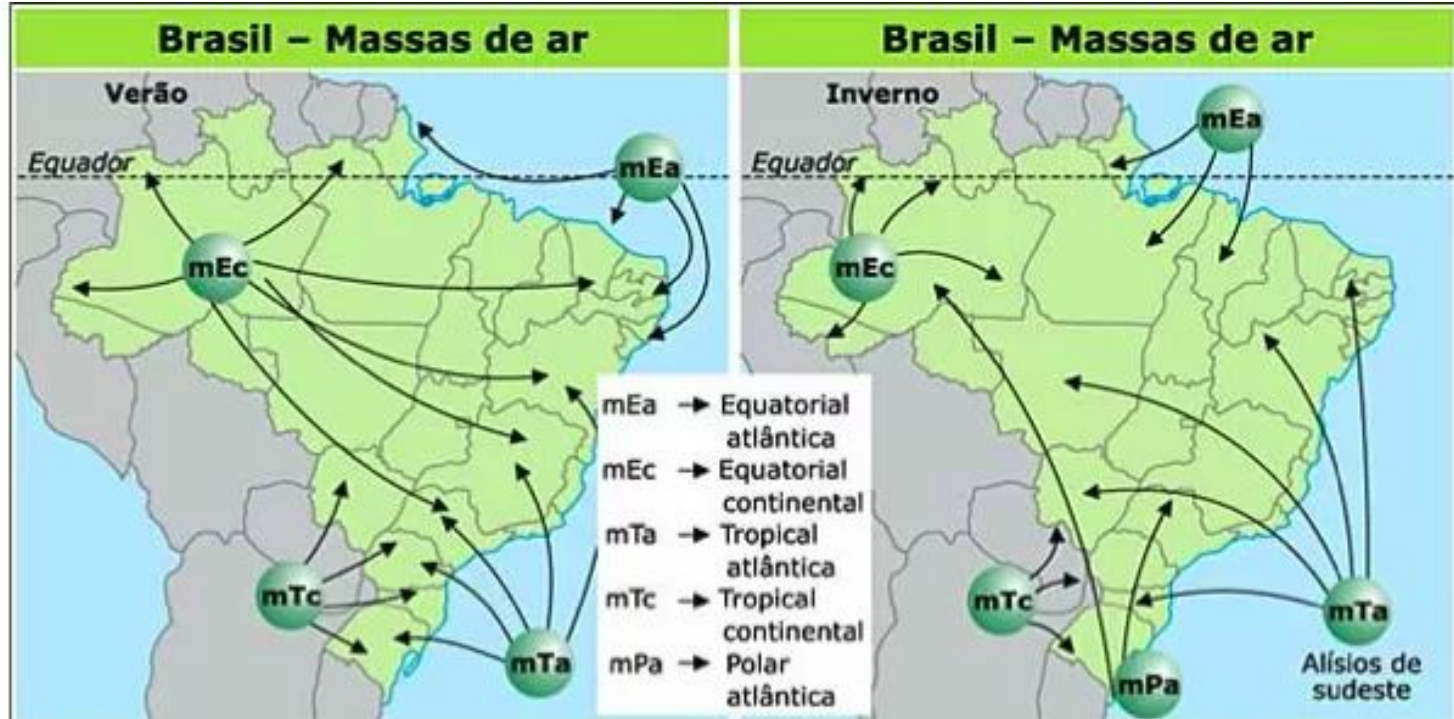 Brasil – Massas de ar
Verão
Equador
mEa
mEc
mTc
mTa
Brasil – Massas de ar
Inverno
mEa
Equador
mEc
mTc
mTa
mPa
Alísios de
sudeste
mEa → Equatorial
atlântica
mEc → Equatorial
continental
mTa → Tropical
atlântica
mTc → Tropical
continental
mPa → Polar
atlântica